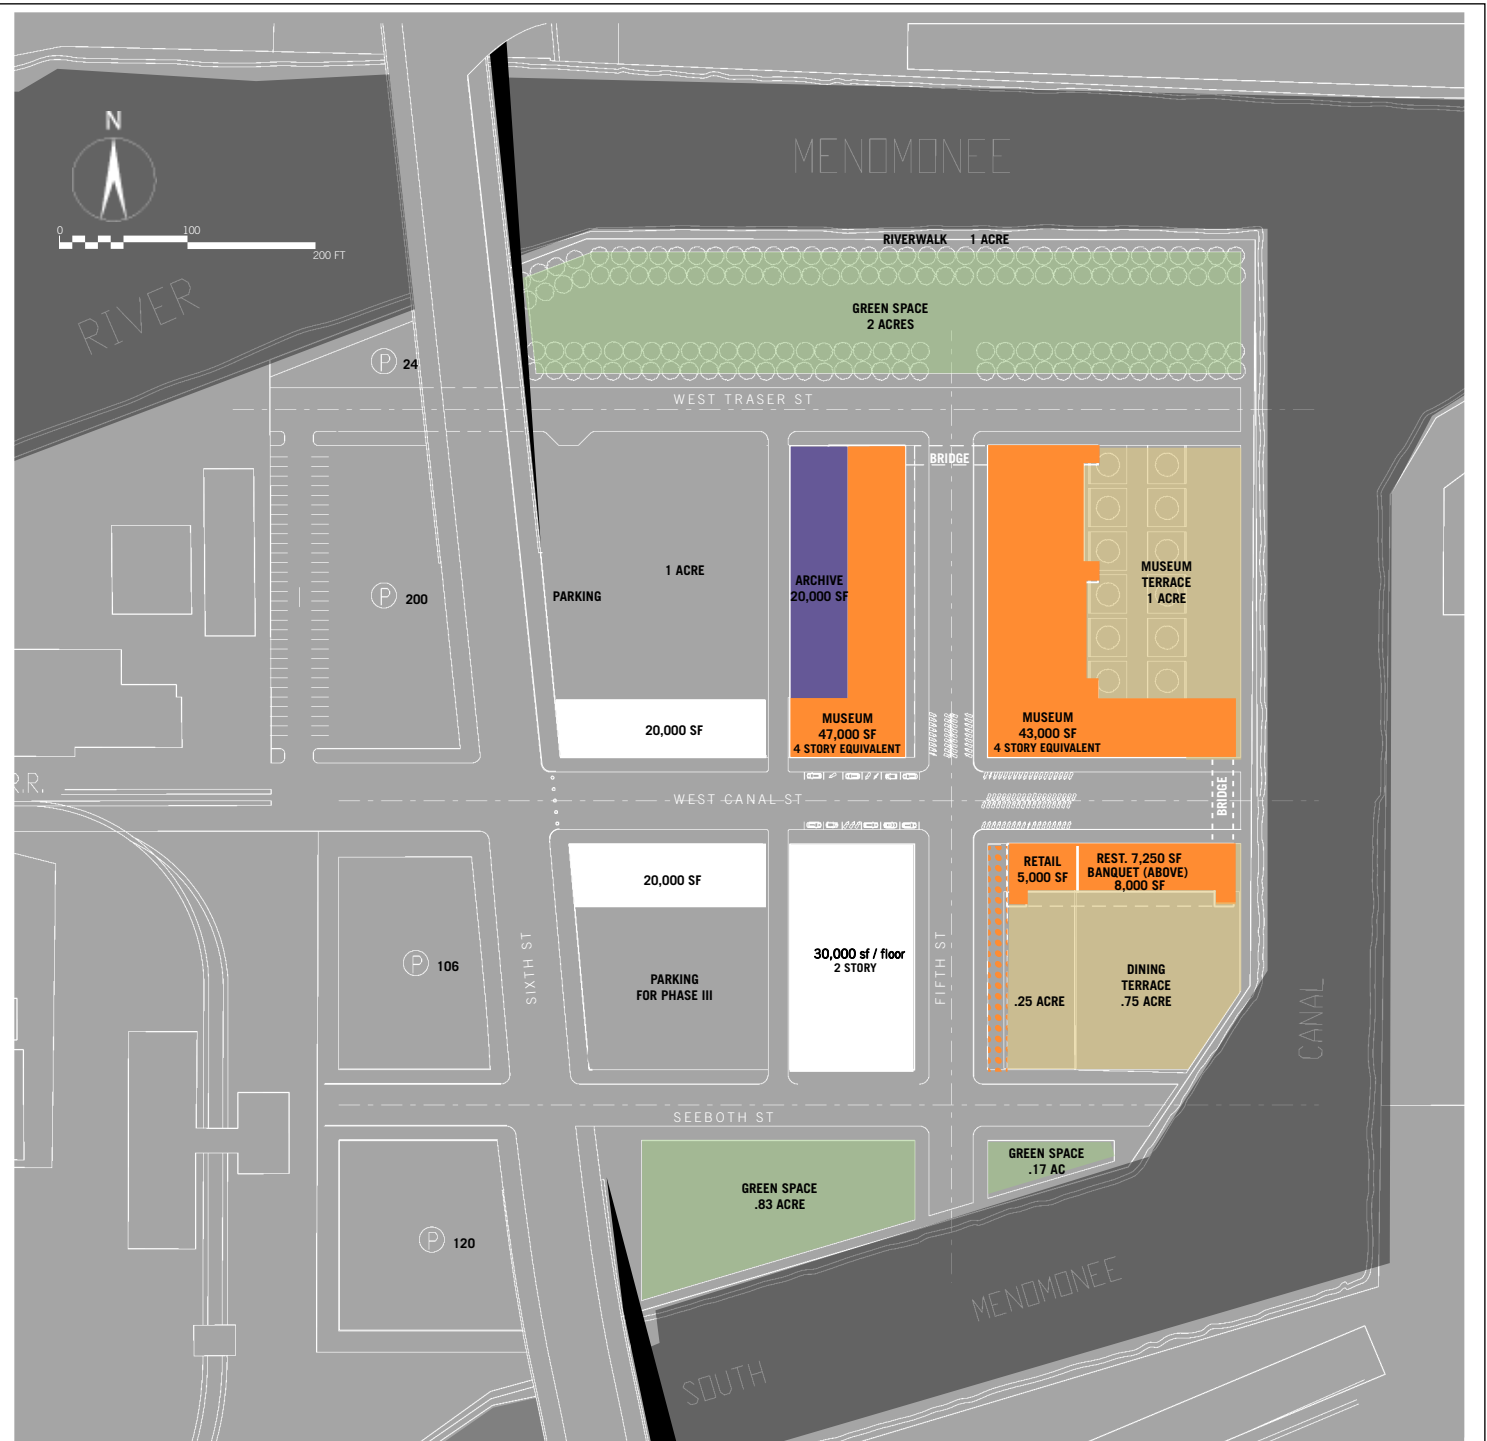 MENOMONEE
N
0 100
200 FT
RIVER
RIVERWALK 1 ACRE
GREEN SPACE
2 ACRES
P 24
WEST TRASER ST
BRIDGE
1 ACRE
PARKING
P 200
ARCHIVE
20,000 SF
MUSEUM
TERRACE
1 ACRE
20,000 SF
MUSEUM
47,000 SF
4 STORY EQUIVALENT
MUSEUM
43,000 SF
4 STORY EQUIVALENT
R.R.
WEST CANAL ST
BRIDGE
20,000 SF
RETAIL
5,000 SF
REST. 7,250 SF
BANQUET (ABOVE)
8,000 SF
P 106
SIXTH ST
PARKING
FOR PHASE III
30,000 sf / floor
2 STORY
FIFTH ST
.25 ACRE
DINING
TERRACE
.75 ACRE
CANAL
SEEBOTH ST
GREEN SPACE
.17 AC
GREEN SPACE
.83 ACRE
P 120
MENOMONEE
SOUTH